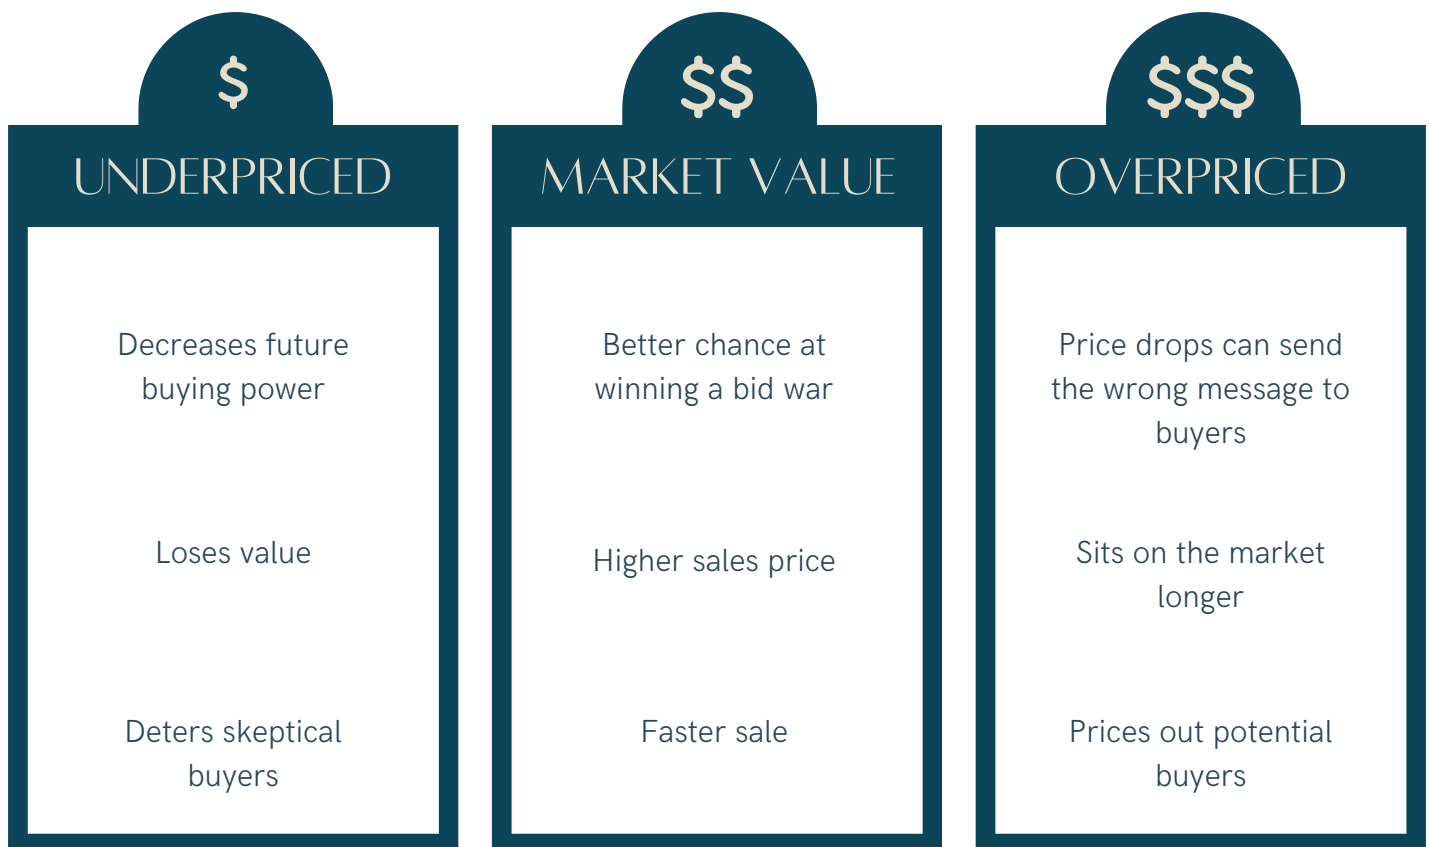 $
UNDERPRICED
Decreases future
buying power
Loses value
Deters skeptical
buyers
$$
MARKET VALUE
Better chance at
winning a bid war
Higher sales price
Faster sale
$$$
OVERPRICED
Price drops can send
the wrong message to
buyers
Sits on the market
longer
Prices out potential
buyers